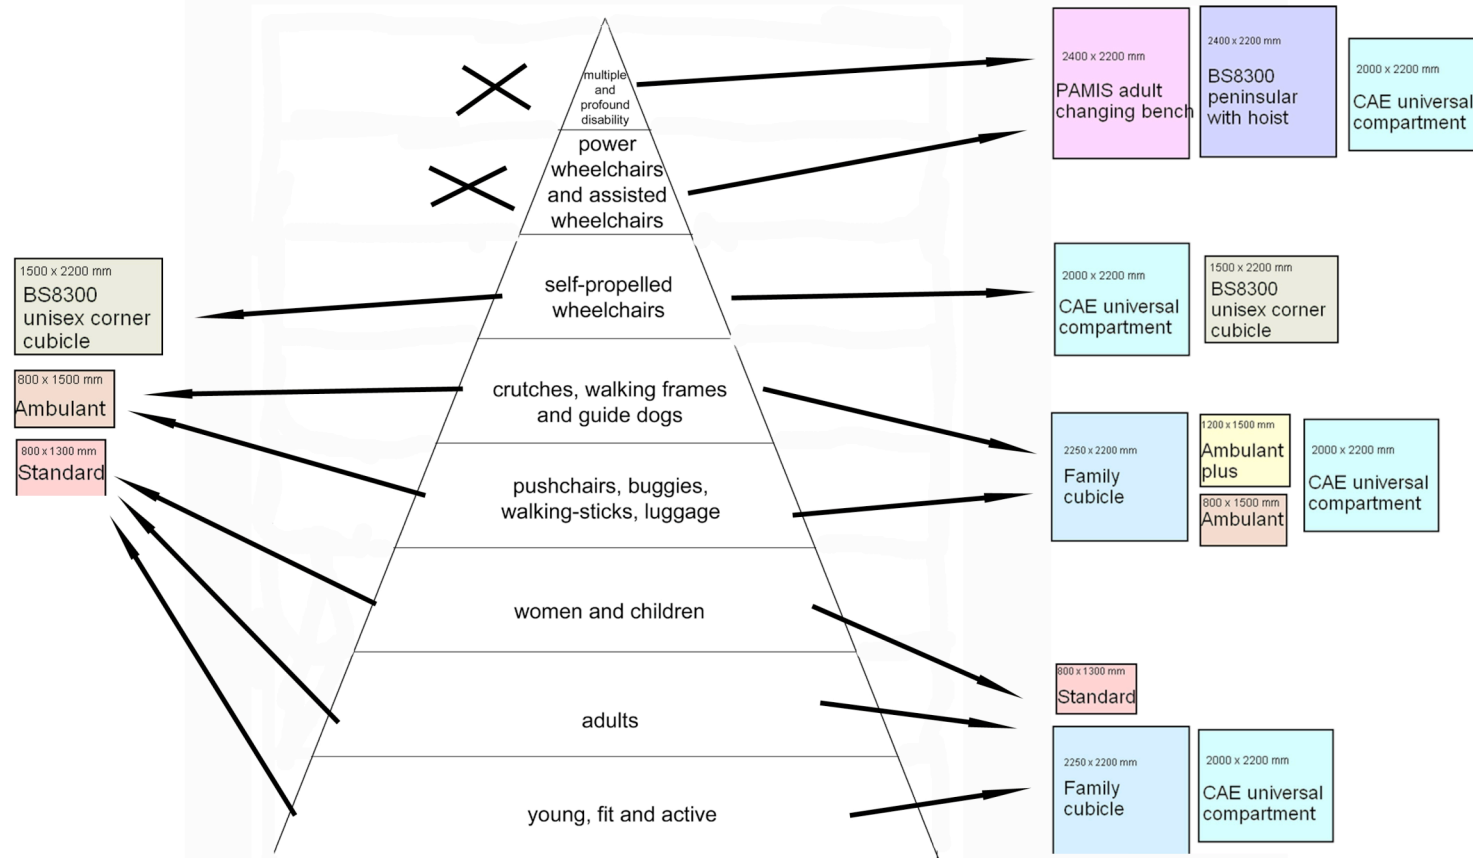 multiple
and
profound
disability
power
wheelchairs
and assisted
wheelchairs
self-propelled
wheelchairs
crutches, walking frames
and guide dogs
pushchairs, buggies,
walking-sticks, luggage
women and children
adults
young, fit and active
1500 x 2200 mm
BS8300
unisex corner
cubicle
800 x 1500 mm
Ambulant
800 x 1300 mm
Standard
2400 x 2200 mm
PAMIS adult
changing bench
2400 x 2200 mm
BS8300
peninsular
with hoist
2000 x 2200 mm
CAE universal
compartment
2000 x 2200 mm
CAE universal
compartment
1500 x 2200 mm
BS8300
unisex corner
cubicle
2250 x 2200 mm
Family
cubicle
1200 x 1500 mm
Ambulant
plus
800 x 1500 mm
Ambulant
2000 x 2200 mm
CAE universal
compartment
800 x 1300 mm
Standard
2250 x 2200 mm
Family
cubicle
2000 x 2200 mm
CAE universal
compartment